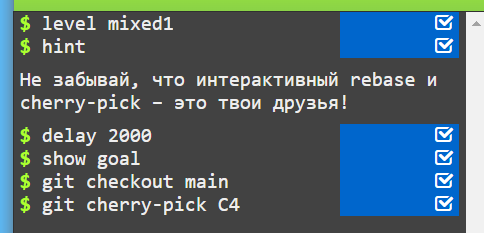 $ level mixed1
$ hint
Не забывай, что интерактивный rebase и
cherry-pick – это твои друзья!
$ delay 2000
$ show goal
$ git checkout main
$ git cherry-pick C4